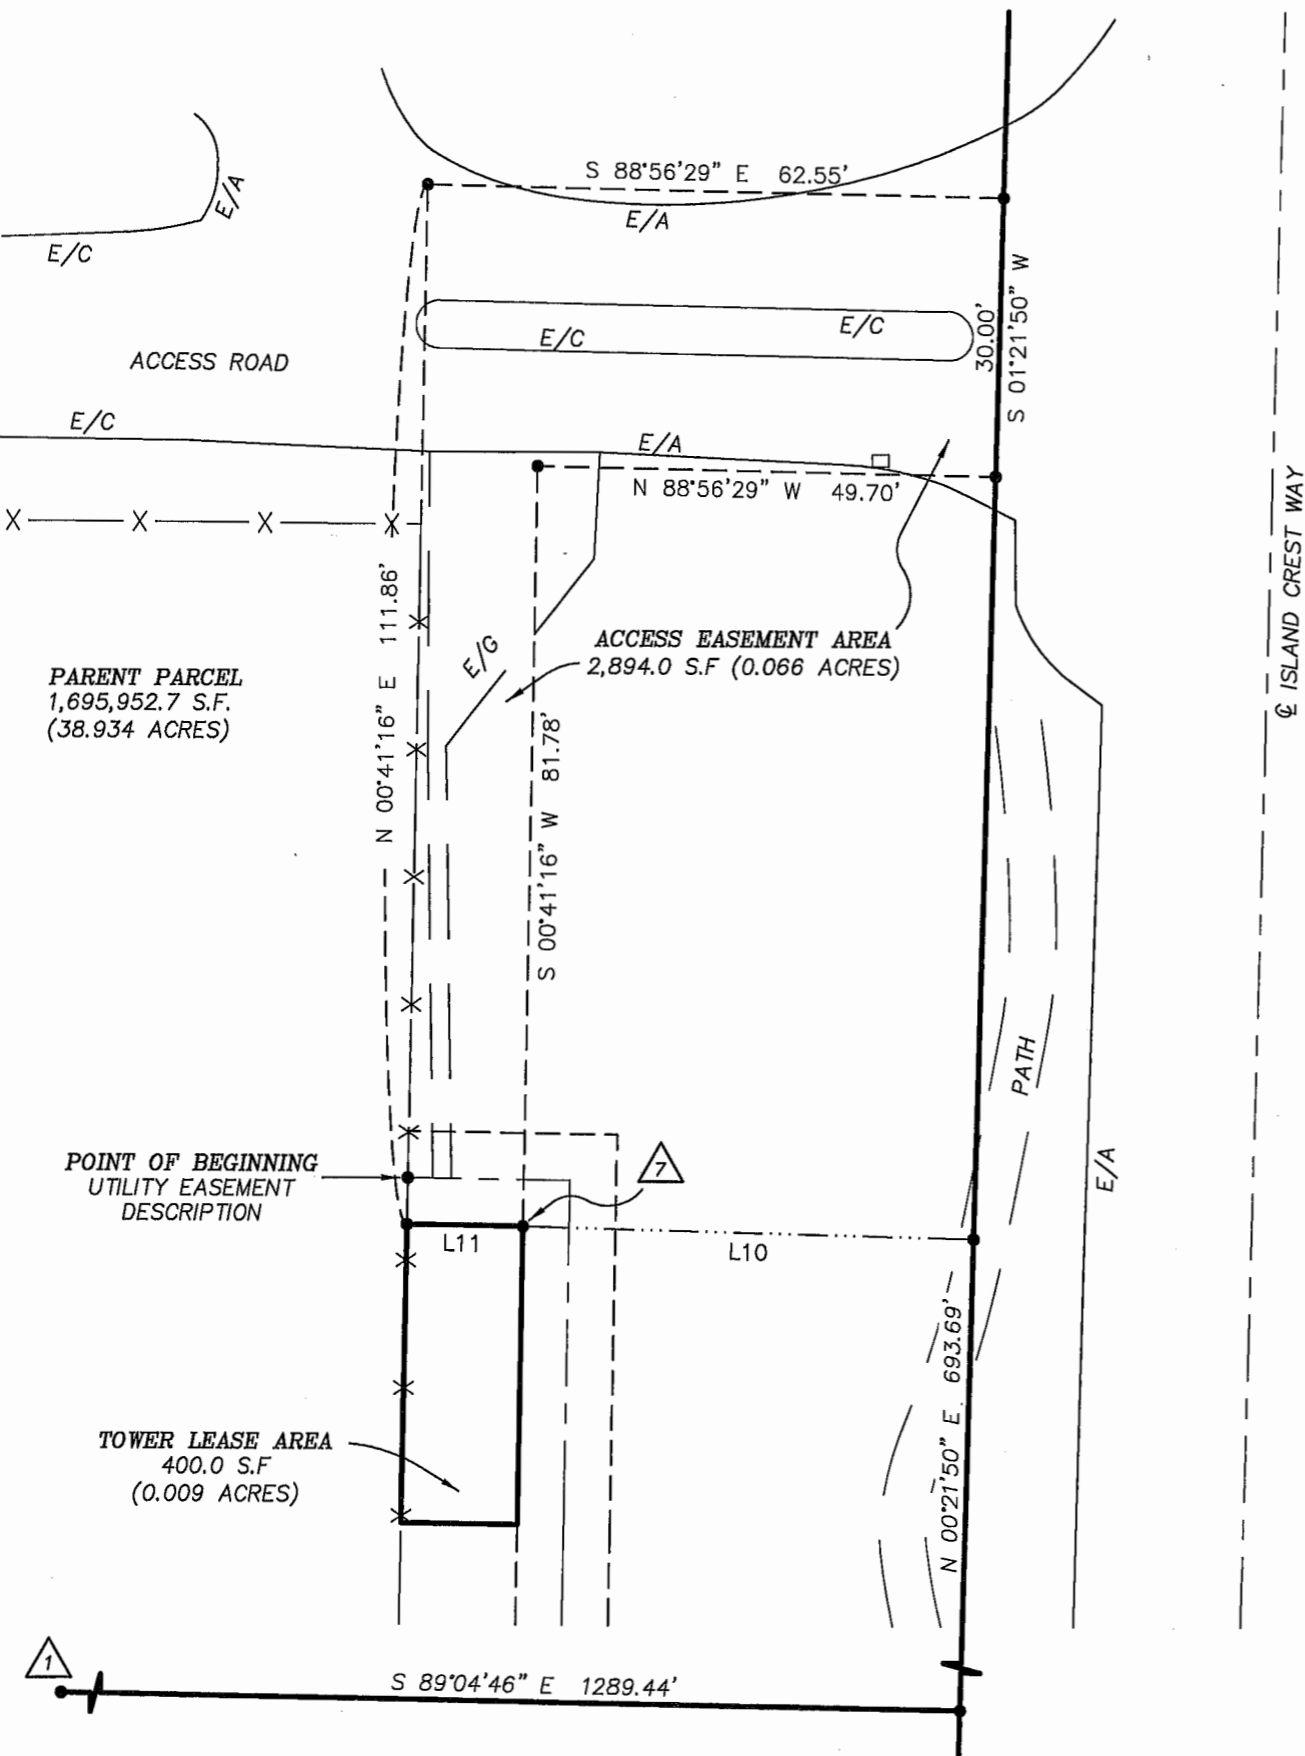 S 88°56'29" E 62.55'
E/A
E/A
E/C
E/C
E/C
30.00'
S 01°21'50" W
ACCESS ROAD
E/C
E/A
N 88°56'29" W 49.70'
X X X X
℄ ISLAND CREST WAY
N 00°41'16" E 111.86'
E/G
ACCESS EASEMENT AREA
2,894.0 S.F (0.066 ACRES)
PARENT PARCEL
1,695,952.7 S.F.
(38.934 ACRES)
S 00°41'16" W 81.78'
PATH
E/A
POINT OF BEGINNING
UTILITY EASEMENT
DESCRIPTION
7
L11
L10
N 00°21'50" E 693.69'
TOWER LEASE AREA
400.0 S.F
(0.009 ACRES)
1
S 89°04'46" E 1289.44'